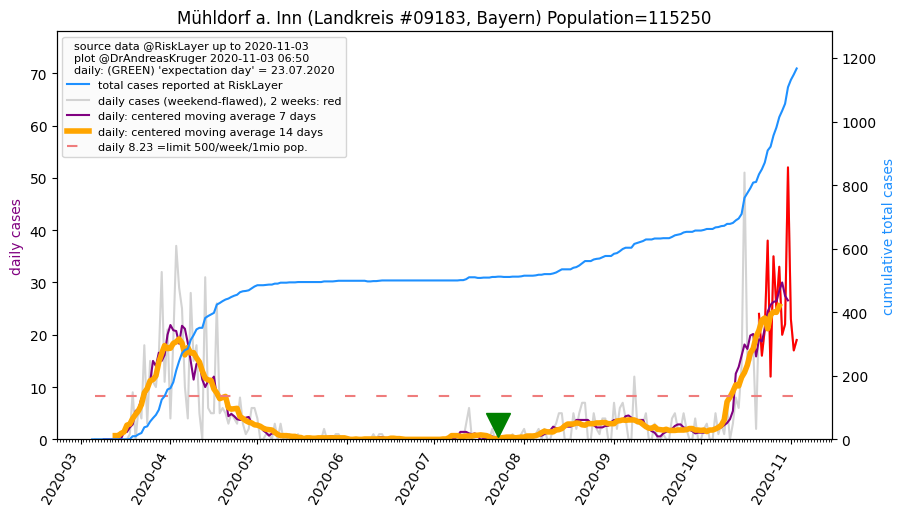 Mühldorf a. Inn (Landkreis #09183, Bayern) Population=115250
source data @RiskLayer up to 2020-11-03
plot @DrAndreasKruger 2020-11-03 06:50
daily: (GREEN) 'expectation day' = 23.07.2020
total cases reported at RiskLayer
daily cases (weekend-flawed), 2 weeks: red
daily: centered moving average 7 days
daily: centered moving average 14 days
daily 8.23 =limit 500/week/1mio pop.
daily cases
70
60
50
40
30
20
10
0
1200
1000
800
600
400
200
0
cumulative total cases
2020-03
2020-04
2020-05
2020-06
2020-07
2020-08
2020-09
2020-10
2020-11